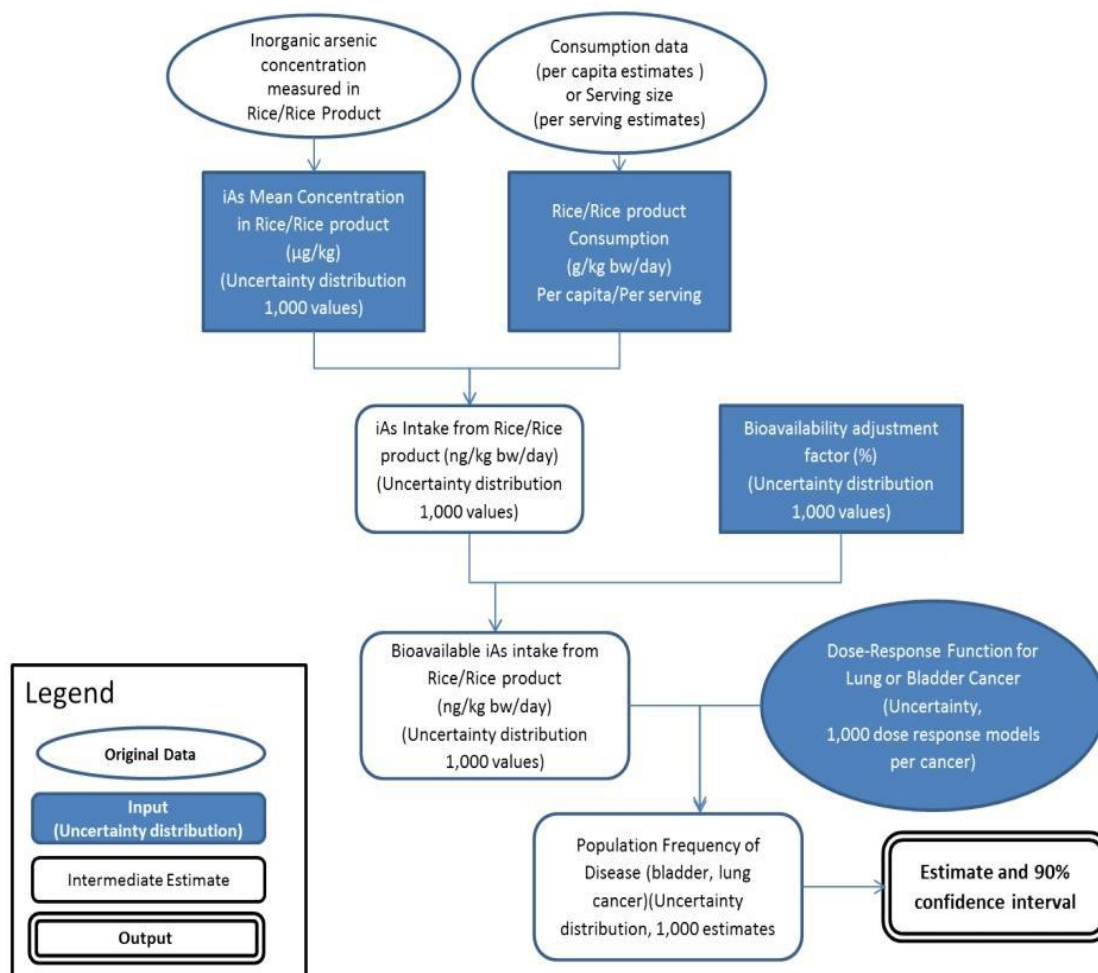 Inorganic arsenic
concentration
measured in
Rice/Rice Product
Consumption data
(per capita estimates )
or Serving size
(per serving estimates)
iAs Mean Concentration
in Rice/Rice product
(µg/kg)
(Uncertainty distribution
1,000 values)
Rice/Rice product
Consumption
(g/kg bw/day)
Per capita/Per serving
iAs Intake from Rice/Rice
product (ng/kg bw/day)
(Uncertainty distribution
1,000 values)
Bioavailability adjustment
factor (%)
(Uncertainty distribution
1,000 values)
Bioavailable iAs intake from
Rice/Rice product
(ng/kg bw/day)
(Uncertainty distribution
1,000 values)
Dose-Response Function for
Lung or Bladder Cancer
(Uncertainty,
1,000 dose response models
per cancer)
Population Frequency of
Disease (bladder, lung
cancer)(Uncertainty
distribution, 1,000 estimates
Estimate and 90%
confidence interval
Legend
Original Data
Input
(Uncertainty distribution)
Intermediate Estimate
Output